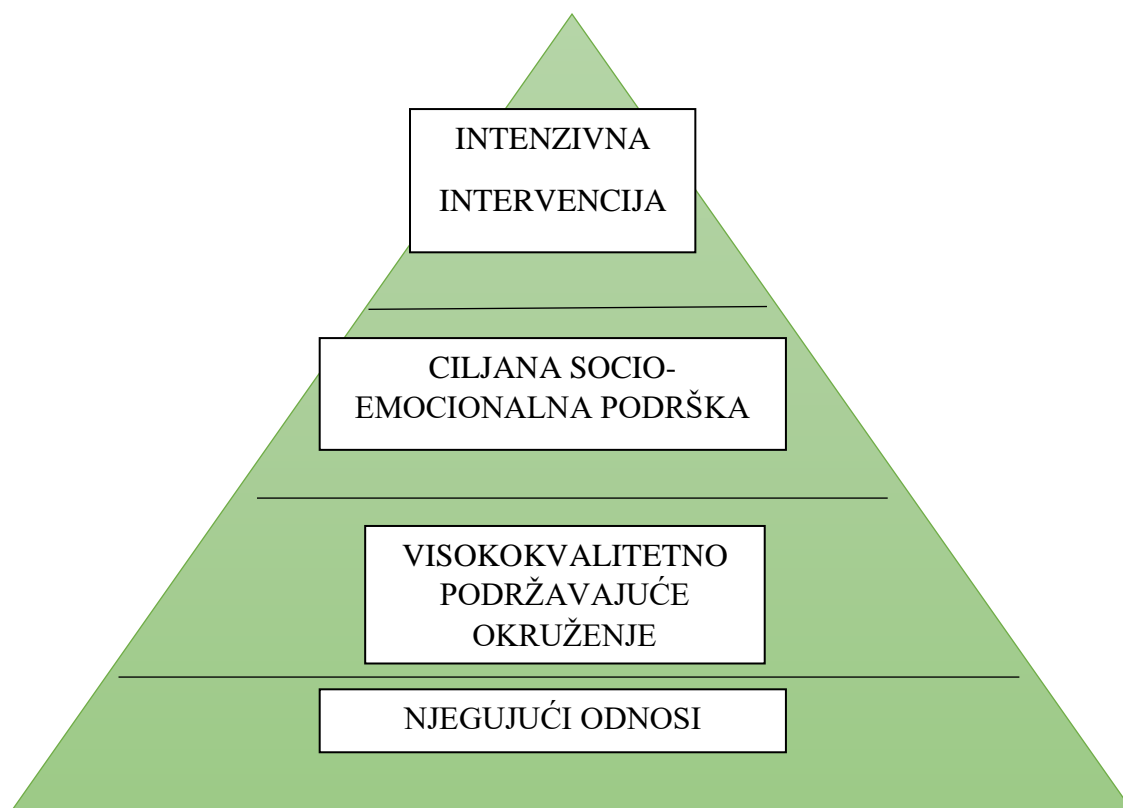 INTENZIVNA
INTERVENCIJA
CILJANA SOCIO-
EMOCIONALNA PODRŠKA
VISOKOKVALITETNO
PODRŽAVAJUĆE
OKRUŽENJE
NJEGUJUĆI ODNOSI